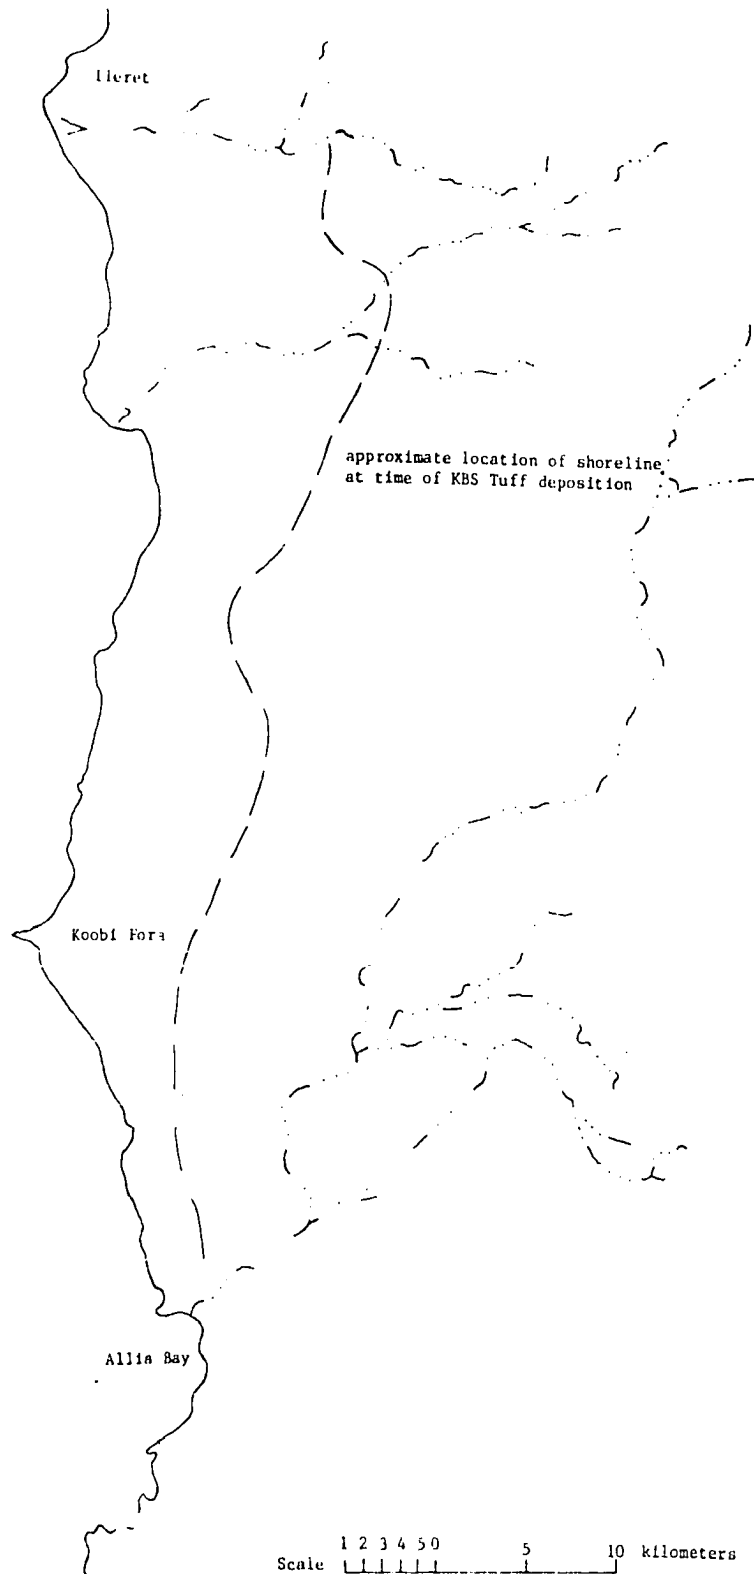 Ileret
approximate location of shoreline
at time of KBS Tuff deposition
Koobi Fora
Allia Bay
1 2 3 4 5 0 5 10 kilometers
Scale